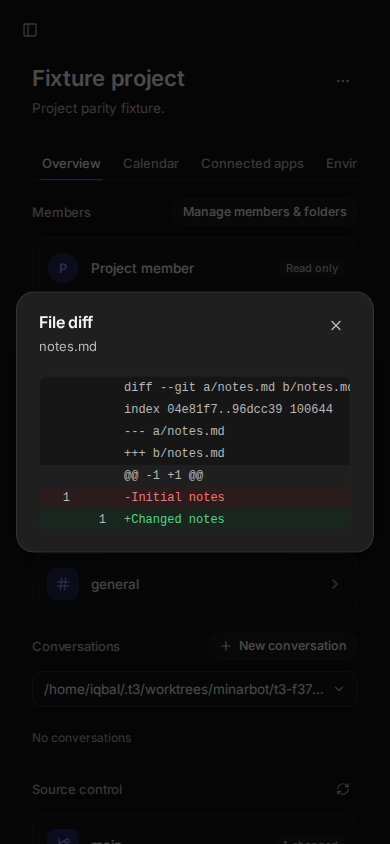 Fixture project
Project parity fixture.
Overview Calendar Connected apps Envir
Members Manage members & folders
P Project member Read only
File diff
notes.md
diff --git a/notes.md b/notes.md
index 04e81f7..96dcc39 100644
--- a/notes.md
+++ b/notes.md
@@ -1 +1 @@
1 -Initial notes
1 +Changed notes
# general
Conversations + New conversation
/home/iqbal/.t3/worktrees/minarbot/t3-f37...
No conversations
Source control
main 1 changed